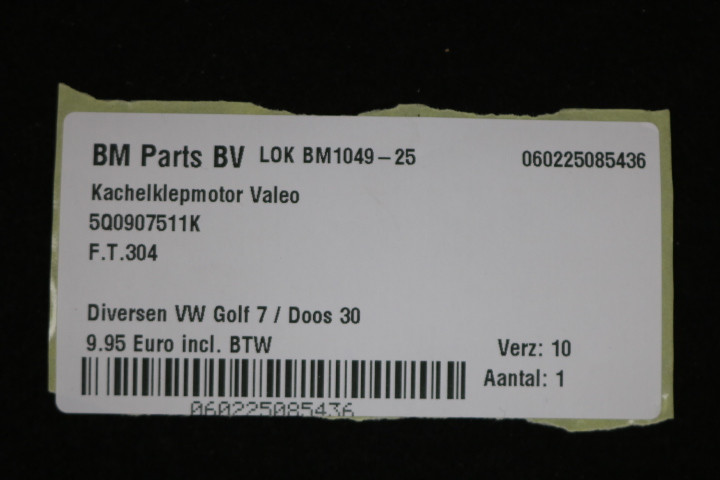 BM Parts BV LOK BM1049-25 060225085436
Kachelklepmotor Valeo
5Q0907511K
F.T.304
Diversen VW Golf 7 / Doos 30
9.95 Euro incl. BTW Verz: 10
Aantal: 1
060225085436